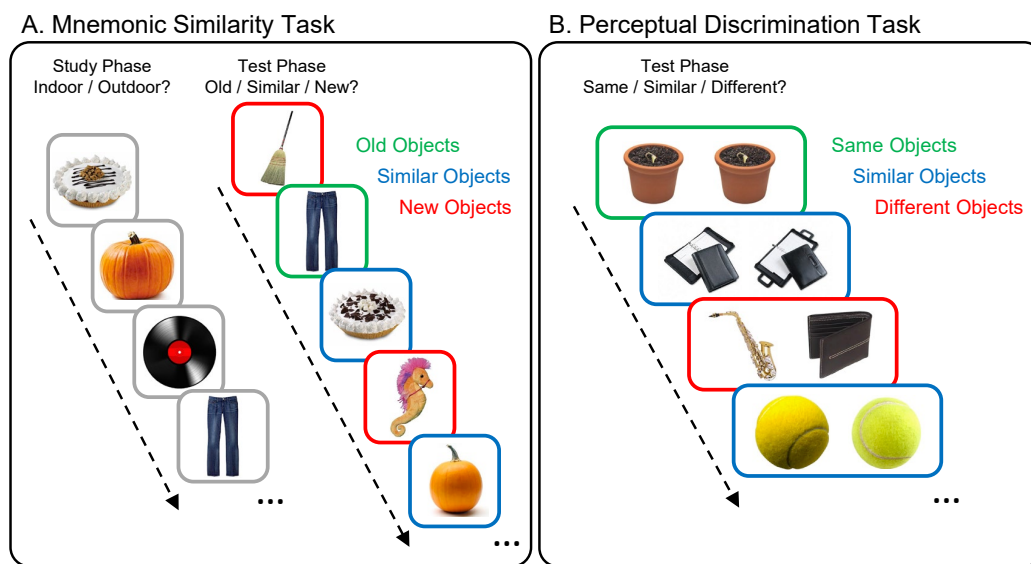 A. Mnemonic Similarity Task
Study Phase
Indoor / Outdoor?
Test Phase
Old / Similar / New?
Old Objects
Similar Objects
New Objects
...
...
B. Perceptual Discrimination Task
Test Phase
Same / Similar / Different?
Same Objects
Similar Objects
Different Objects
...